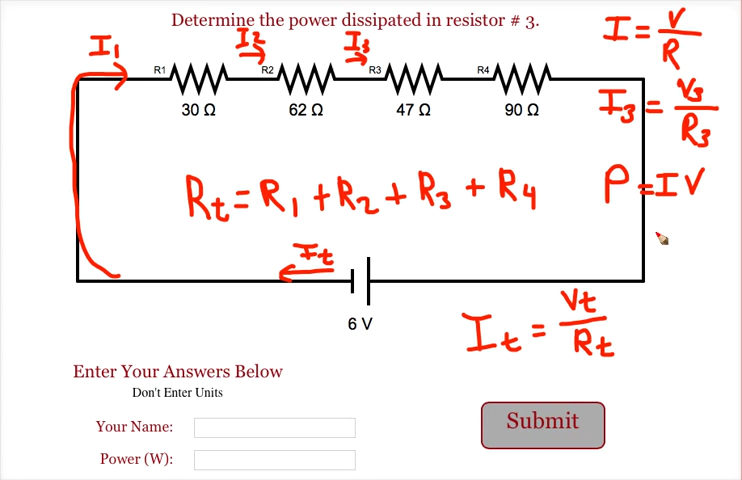 Determine the power dissipated in resistor # 3.
I = V/R
I1
I2
I3
R1 R2 R3 R4
30 Ω 62 Ω 47 Ω 90 Ω
I3 = V3/R3
Rt = R1 + R2 + R3 + R4
P = IV
It
6 V
It = Vt/Rt
Enter Your Answers Below
Don't Enter Units
Your Name:
Power (W):
Submit